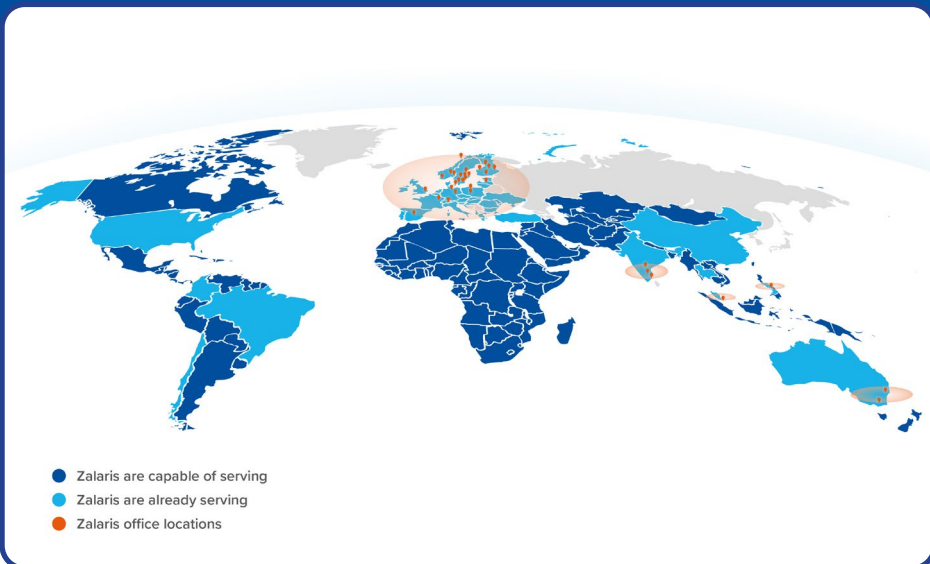 Zalaris are capable of serving
Zalaris are already serving
Zalaris office locations